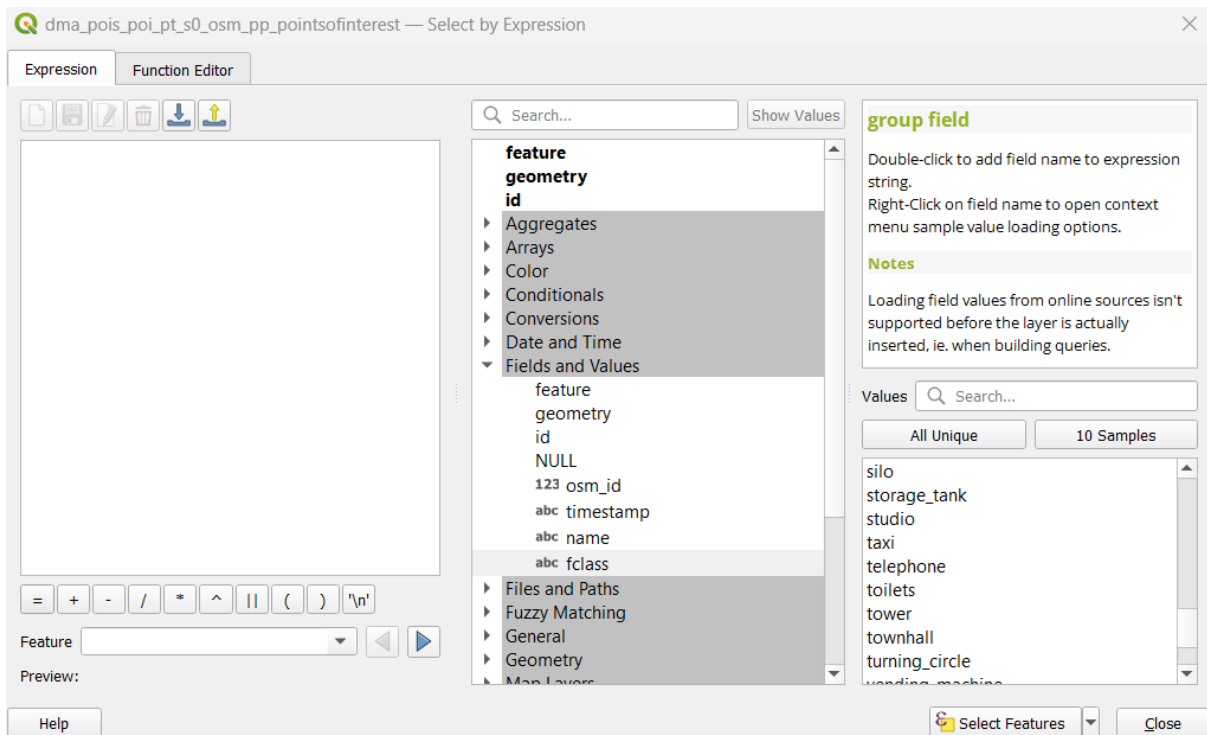 dma_pois_poi_pt_s0_osm_pp_pointsofinterest — Select by Expression
Expression
Function Editor
Search...
Show Values
feature
geometry
id
Aggregates
Arrays
Color
Conditionals
Conversions
Date and Time
Fields and Values
feature
geometry
id
NULL
123 osm_id
abc timestamp
abc name
abc fclass
Files and Paths
Fuzzy Matching
General
Geometry
Map Layers
group field
Double-click to add field name to expression
string.
Right-Click on field name to open context
menu sample value loading options.
Notes
Loading field values from online sources isn't
supported before the layer is actually
inserted, ie. when building queries.
Values
Search...
All Unique
10 Samples
silo
storage_tank
studio
taxi
telephone
toilets
tower
townhall
turning_circle
vending_machine
= + - / * ^ || ( ) '\n'
Feature
Preview:
Help
Select Features
Close